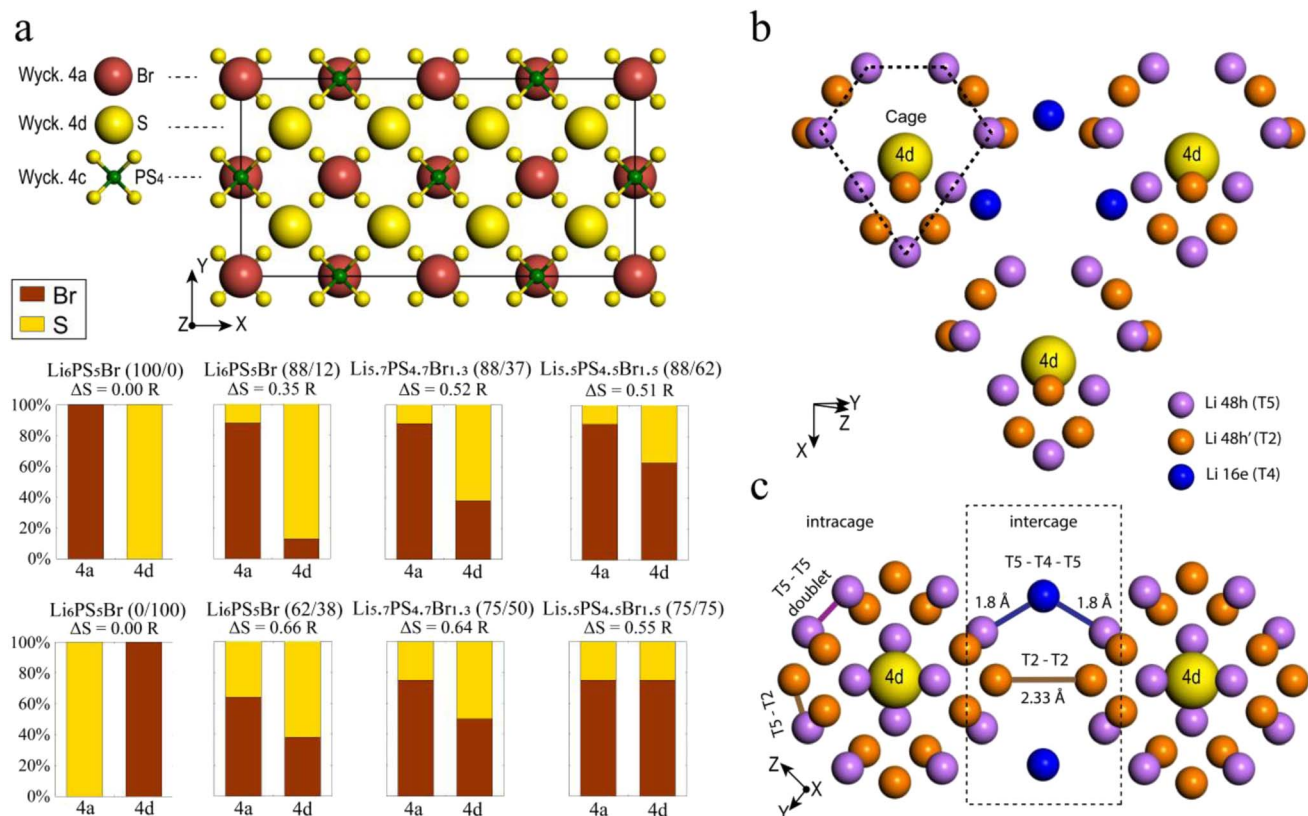 a
Wyck. 4a Br
Wyck. 4d S
Wyck. 4c PS₄
Y
Z X
Br
S
Li₆PS₅Br (100/0) Li₆PS₅Br (88/12) Li₅.₇PS₄.₇Br₁.₃ (88/37) Li₅.₅PS₄.₅Br₁.₅ (88/62)
ΔS = 0.00 R ΔS = 0.35 R ΔS = 0.52 R ΔS = 0.51 R
100%
80%
60%
40%
20%
0%
4a 4d 4a 4d 4a 4d 4a 4d
Li₆PS₅Br (0/100) Li₆PS₅Br (62/38) Li₅.₇PS₄.₇Br₁.₃ (75/50) Li₅.₅PS₄.₅Br₁.₅ (75/75)
ΔS = 0.00 R ΔS = 0.66 R ΔS = 0.64 R ΔS = 0.55 R
100%
80%
60%
40%
20%
0%
4a 4d 4a 4d 4a 4d 4a 4d
b
Cage
4d 4d
4d
Y
Z
X
Li 48h (T5)
Li 48h' (T2)
Li 16e (T4)
c
intracage intercage
T5 - T5
doublet
T5 - T4 - T5
1.8 Å 1.8 Å
T2 - T2
4d 4d
2.33 Å
T5 - T2
Z
X
Y